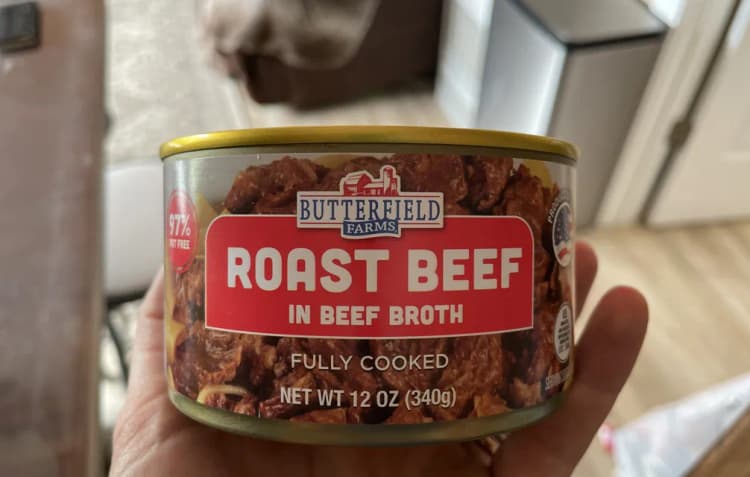 BUTTERFIELD
FARMS
97%
FAT FREE
ROAST BEEF
IN BEEF BROTH
FULLY COOKED
NET WT 12 OZ (340g)